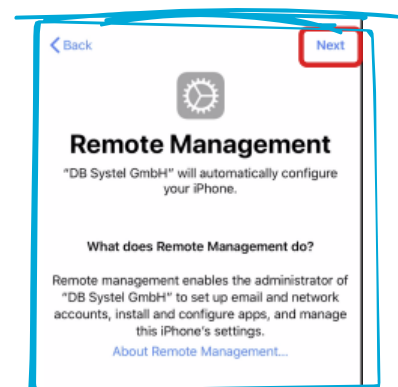 Back
Next
Remote Management
"DB Systel GmbH" will automatically configure
your iPhone.
What does Remote Management do?
Remote management enables the administrator of
"DB Systel GmbH" to set up email and network
accounts, install and configure apps, and manage
this iPhone's settings.
About Remote Management...